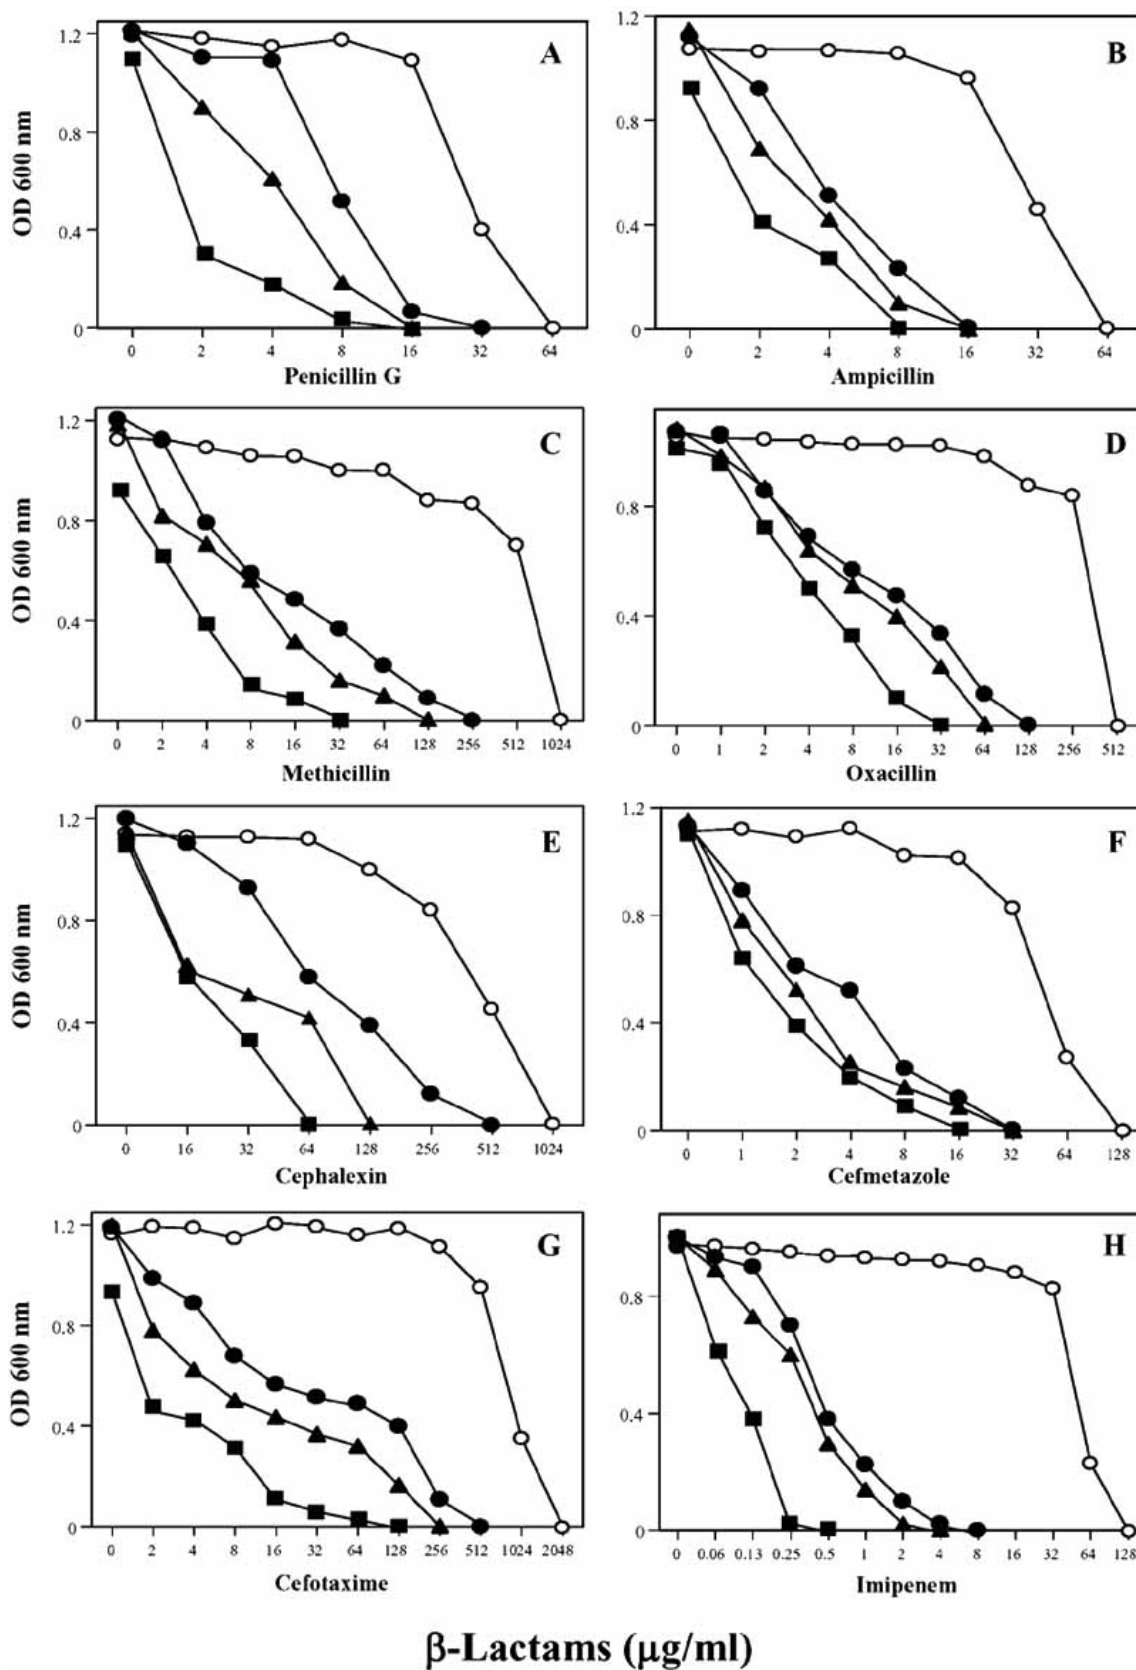 A
B
1.2
0.8
0.4
0
OD 600 nm
0 2 4 8 16 32 64
Penicillin G
1.2
0.8
0.4
0
0 2 4 8 16 32 64
Ampicillin
C
D
1.2
0.8
0.4
0
OD 600 nm
0 2 4 8 16 32 64 128 256 512 1024
Methicillin
0.8
0.4
0
0 1 2 4 8 16 32 64 128 256 512
Oxacillin
E
F
1.2
0.8
0.4
0
OD 600 nm
0 16 32 64 128 256 512 1024
Cephalexin
1.2
0.8
0.4
0
0 1 2 4 8 16 32 64 128
Cefmetazole
G
H
1.2
0.8
0.4
0
OD 600 nm
0 2 4 8 16 32 64 128 256 512 1024 2048
Cefotaxime
0.8
0.4
0
0 0.06 0.13 0.25 0.5 1 2 4 8 16 32 64 128
Imipenem
β-Lactams (μg/ml)